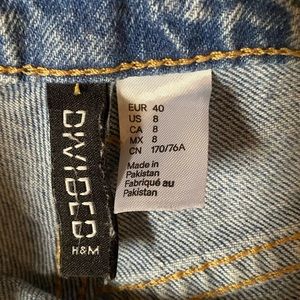 DIVIDED
H&M
EUR 40
US 8
CA 8
MX 8
CN 170/76A
Made in
Pakistan
Fabriqué au
Pakistan